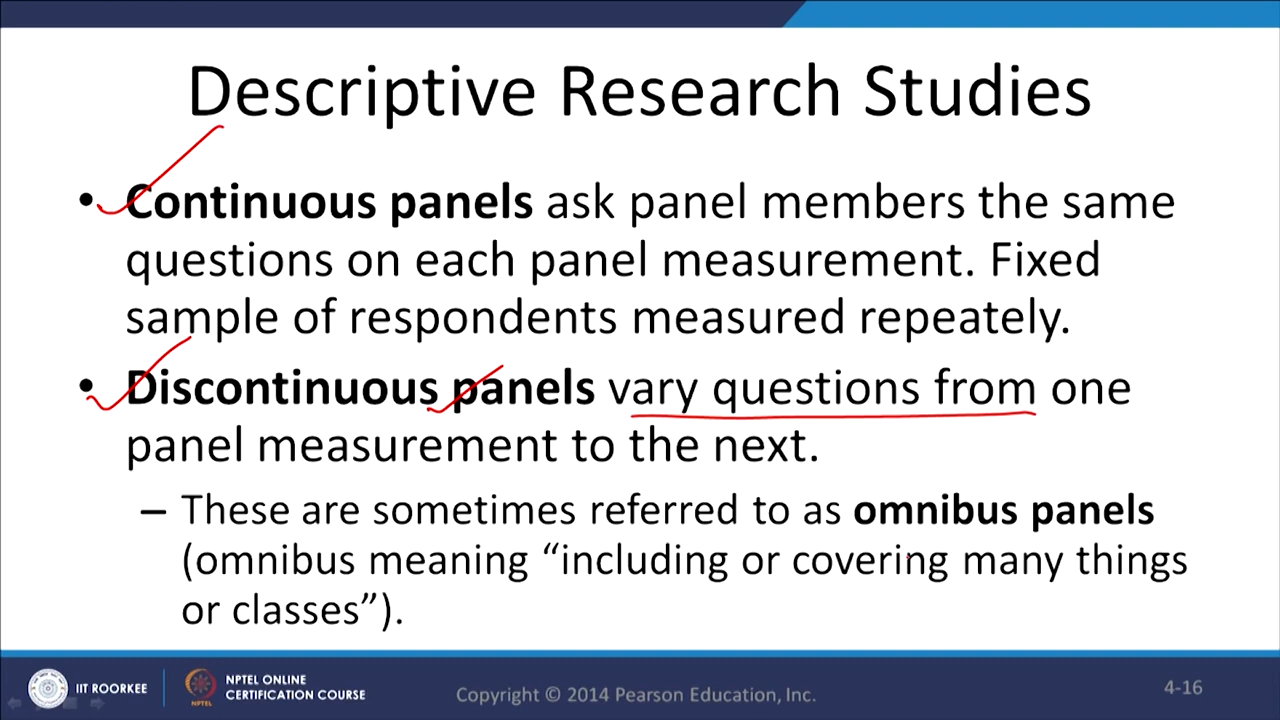 Descriptive Research Studies
• Continuous panels ask panel members the same
questions on each panel measurement. Fixed
sample of respondents measured repeately.
• Discontinuous panels vary questions from one
panel measurement to the next.
– These are sometimes referred to as omnibus panels
(omnibus meaning “including or covering many things
or classes”).
IIT ROORKEE
NPTEL
NPTEL ONLINE
CERTIFICATION COURSE
Copyright © 2014 Pearson Education, Inc.
4-16